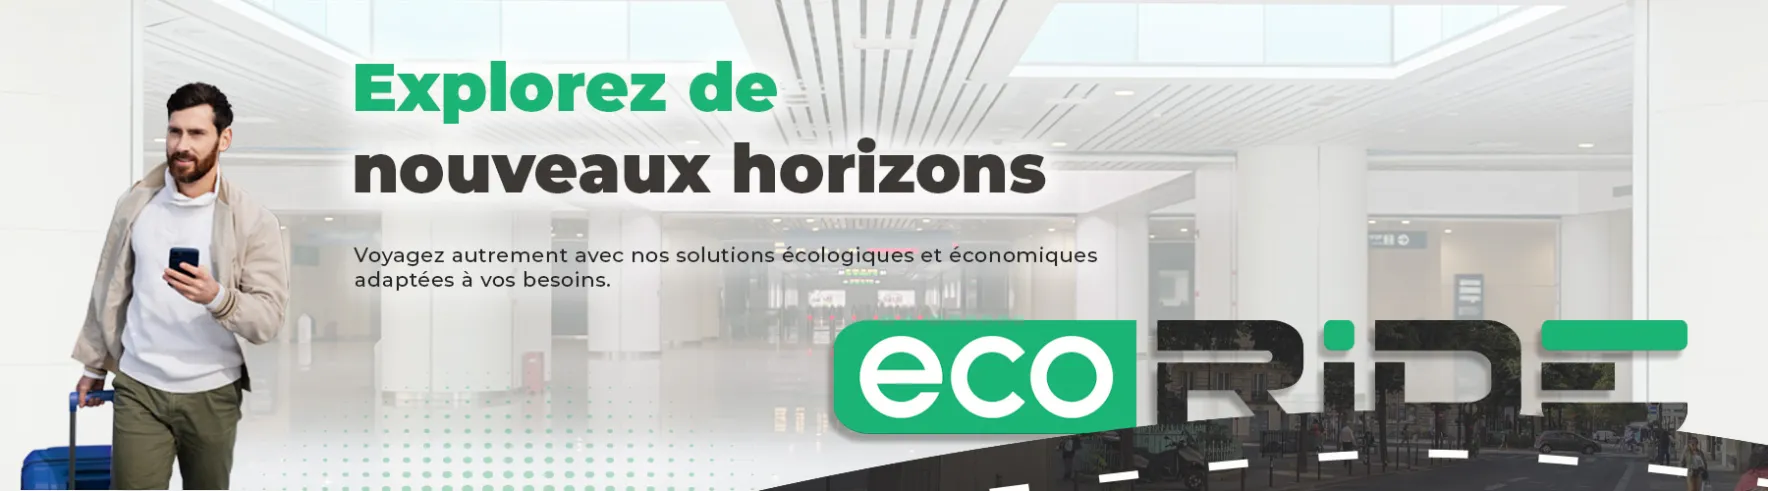 Explorez de
nouveaux horizons
Voyagez autrement avec nos solutions écologiques et économiques
adaptées à vos besoins.
eco RiDE